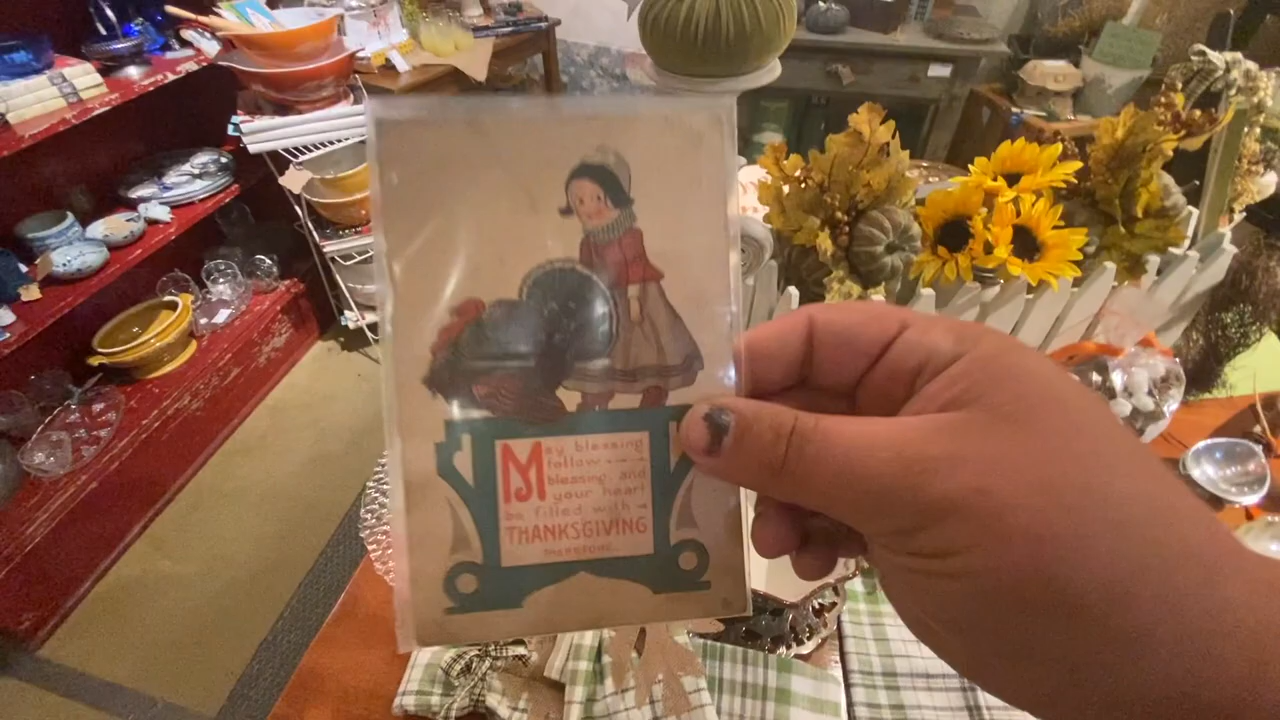 May blessing
follow
blessing, and
your heart
be filled with
THANKSGIVING